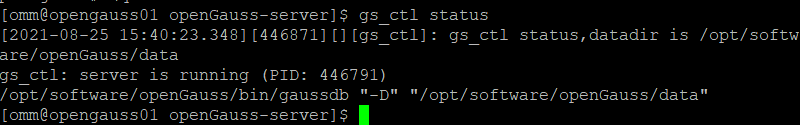 [omm@opengauss01 openGauss-server]$ gs_ctl status
[2021-08-25 15:40:23.348][446871][][gs_ctl]: gs_ctl status,datadir is /opt/softw
are/openGauss/data
gs_ctl: server is running (PID: 446791)
/opt/software/openGauss/bin/gaussdb "-D" "/opt/software/openGauss/data"
[omm@opengauss01 openGauss-server]$